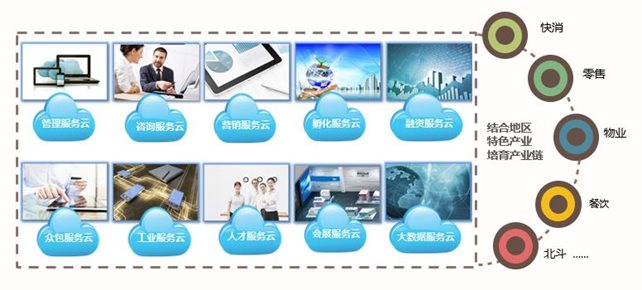 管理服务云
咨询服务云
营销服务云
孵化服务云
融资服务云
众包服务云
工业服务云
人才服务云
会展服务云
大数据服务云
结合地区
特色产业
培育产业链
快消
零售
物业
餐饮
北斗 ......